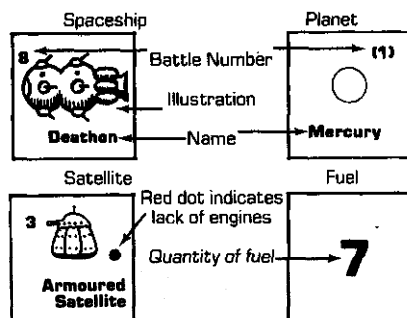 Spaceship
Planet
8
Battle Number
(1)
Illustration
Deathon
Name
Mercury
Satellite
Fuel
Red dot indicates
lack of engines
3
Quantity of fuel
7
Armoured
Satellite